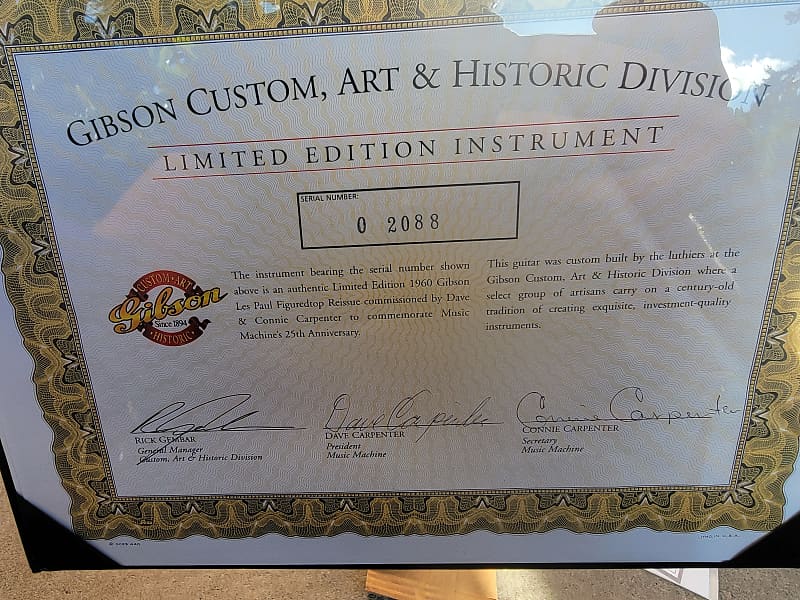 GIBSON CUSTOM, ART & HISTORIC DIVISION
LIMITED EDITION INSTRUMENT
SERIAL NUMBER:
0 2088
CUSTOM • ART
Gibson
Since 1894
HISTORIC
The instrument bearing the serial number shown
above is an authentic Limited Edition 1960 Gibson
Les Paul Figuredtop Reissue commissioned by Dave
& Connie Carpenter to commemorate Music
Machine's 25th Anniversary.
This guitar was custom built by the luthiers at the
Gibson Custom, Art & Historic Division where a
select group of artisans carry on a century-old
tradition of creating exquisite, investment-quality
instruments.
Dave Carpenter
Connie Carpenter
RICK GEMBAR
General Manager
Custom, Art & Historic Division
DAVE CARPENTER
President
Music Machine
CONNIE CARPENTER
Secretary
Music Machine